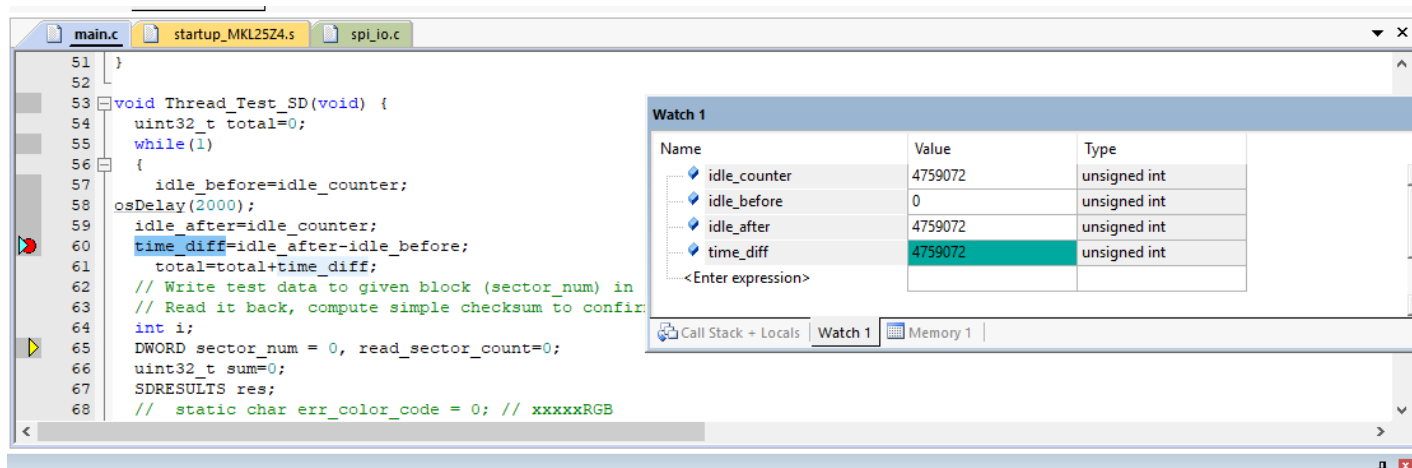 main.c startup_MKL25Z4.s spi_io.c
51 }
52
53 void Thread_Test_SD(void) {
54 uint32_t total=0;
55 while(1)
56 {
57 idle_before=idle_counter;
58 osDelay(2000);
59 idle_after=idle_counter;
60 time_diff=idle_after-idle_before;
61 total=total+time_diff;
62 // Write test data to given block (sector_num) in
63 // Read it back, compute simple checksum to confir
64 int i;
65 DWORD sector_num = 0, read_sector_count=0;
66 uint32_t sum=0;
67 SDRESULTS res;
68 // static char err_color_code = 0; // xxxxxRGB
Watch 1
Name Value Type
idle_counter 4759072 unsigned int
idle_before 0 unsigned int
idle_after 4759072 unsigned int
time_diff 4759072 unsigned int
<Enter expression>
Call Stack + Locals Watch 1 Memory 1